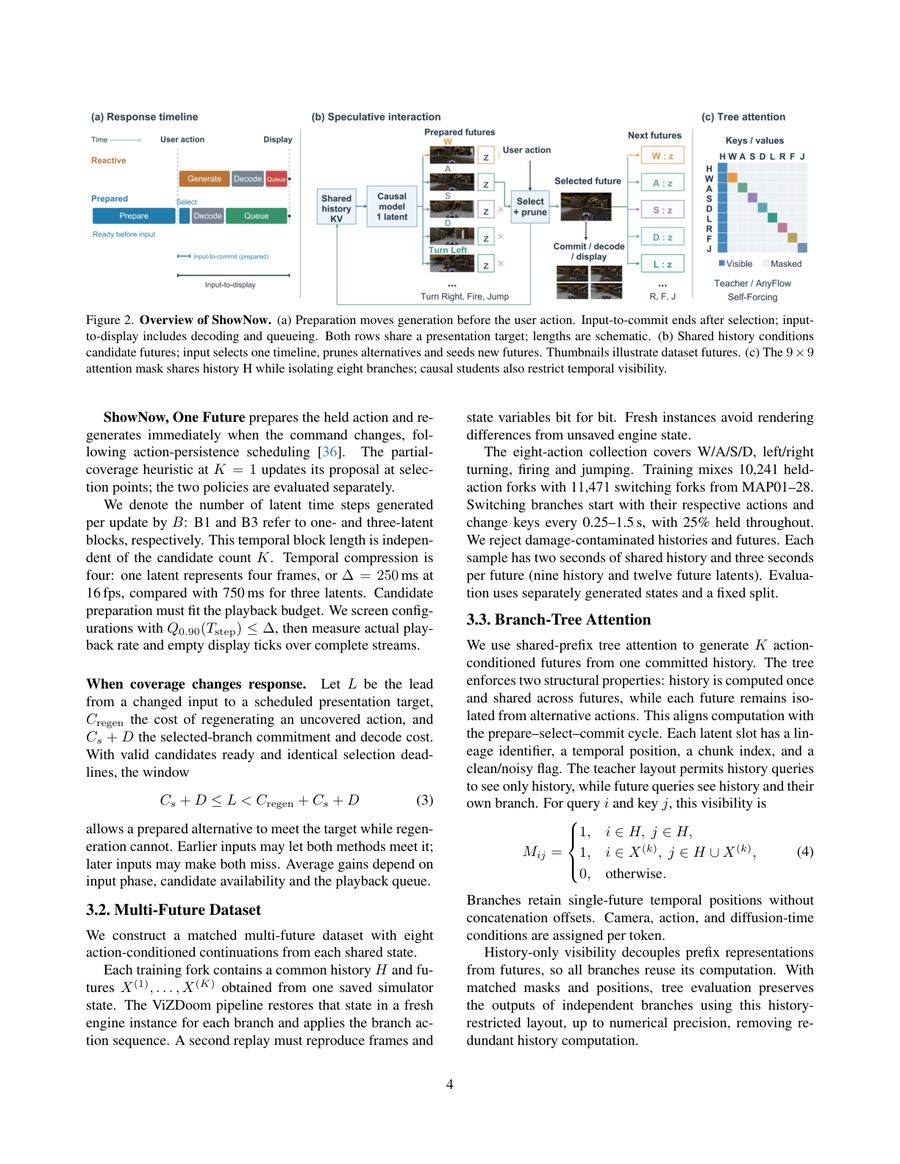 (a) Response timeline
Time
User action
Display
Reactive
Generate
Decode
Queue
Prepared
Select
Prepare
Decode
Queue
Ready before input
Input-to-commit (prepared)
Input-to-display
(b) Speculative interaction
Prepared futures
W
z
A
z
S
z
D
z
Turn Left
z
...
Turn Right, Fire, Jump
Shared
history
KV
Causal
model
1 latent
User action
Select
+ prune
Selected future
Commit / decode
/ display
Next futures
W : z
A : z
S : z
D : z
L : z
...
R, F, J
(c) Tree attention
Keys / values
H W A S D L R F J
H
W
A
S
D
L
R
F
J
Visible
Masked
Teacher / AnyFlow
Self-Forcing
Figure 2. Overview of ShowNow. (a) Preparation moves generation before the user action. Input-to-commit ends after selection; input-
to-display includes decoding and queueing. Both rows share a presentation target; lengths are schematic. (b) Shared history conditions
candidate futures; input selects one timeline, prunes alternatives and seeds new futures. Thumbnails illustrate dataset futures. (c) The 9 × 9
attention mask shares history H while isolating eight branches; causal students also restrict temporal visibility.
ShowNow, One Future prepares the held action and re-
generates immediately when the command changes, fol-
lowing action-persistence scheduling [36]. The partial-
coverage heuristic at K = 1 updates its proposal at selec-
tion points; the two policies are evaluated separately.
We denote the number of latent time steps generated
per update by B: B1 and B3 refer to one- and three-latent
blocks, respectively. This temporal block length is indepen-
dent of the candidate count K. Temporal compression is
four: one latent represents four frames, or Δ = 250 ms at
16 fps, compared with 750 ms for three latents. Candidate
preparation must fit the playback budget. We screen config-
urations with Q0.90(Tstep) ≤ Δ, then measure actual play-
back rate and empty display ticks over complete streams.
When coverage changes response. Let L be the lead
from a changed input to a scheduled presentation target,
Cregen the cost of regenerating an uncovered action, and
Cs + D the selected-branch commitment and decode cost.
With valid candidates ready and identical selection dead-
lines, the window
Cs + D ≤ L < Cregen + Cs + D (3)
allows a prepared alternative to meet the target while regen-
eration cannot. Earlier inputs may let both methods meet it;
later inputs may make both miss. Average gains depend on
input phase, candidate availability and the playback queue.
3.2. Multi-Future Dataset
We construct a matched multi-future dataset with eight
action-conditioned continuations from each shared state.
Each training fork contains a common history H and fu-
tures X(1), . . . , X(K) obtained from one saved simulator
state. The ViZDoom pipeline restores that state in a fresh
engine instance for each branch and applies the branch ac-
tion sequence. A second replay must reproduce frames and
state variables bit for bit. Fresh instances avoid rendering
differences from unsaved engine state.
The eight-action collection covers W/A/S/D, left/right
turning, firing and jumping. Training mixes 10,241 held-
action forks with 11,471 switching forks from MAP01–28.
Switching branches start with their respective actions and
change keys every 0.25–1.5 s, with 25% held throughout.
We reject damage-contaminated histories and futures. Each
sample has two seconds of shared history and three seconds
per future (nine history and twelve future latents). Evalua-
tion uses separately generated states and a fixed split.
3.3. Branch-Tree Attention
We use shared-prefix tree attention to generate K action-
conditioned futures from one committed history. The tree
enforces two structural properties: history is computed once
and shared across futures, while each future remains iso-
lated from alternative actions. This aligns computation with
the prepare–select–commit cycle. Each latent slot has a lin-
eage identifier, a temporal position, a chunk index, and a
clean/noisy flag. The teacher layout permits history queries
to see only history, while future queries see history and their
own branch. For query i and key j, this visibility is
Mij = { 1, i ∈ H, j ∈ H,
1, i ∈ X(k), j ∈ H ∪ X(k), (4)
0, otherwise.
Branches retain single-future temporal positions without
concatenation offsets. Camera, action, and diffusion-time
conditions are assigned per token.
History-only visibility decouples prefix representations
from futures, so all branches reuse its computation. With
matched masks and positions, tree evaluation preserves
the outputs of independent branches using this history-
restricted layout, up to numerical precision, removing re-
dundant history computation.
4